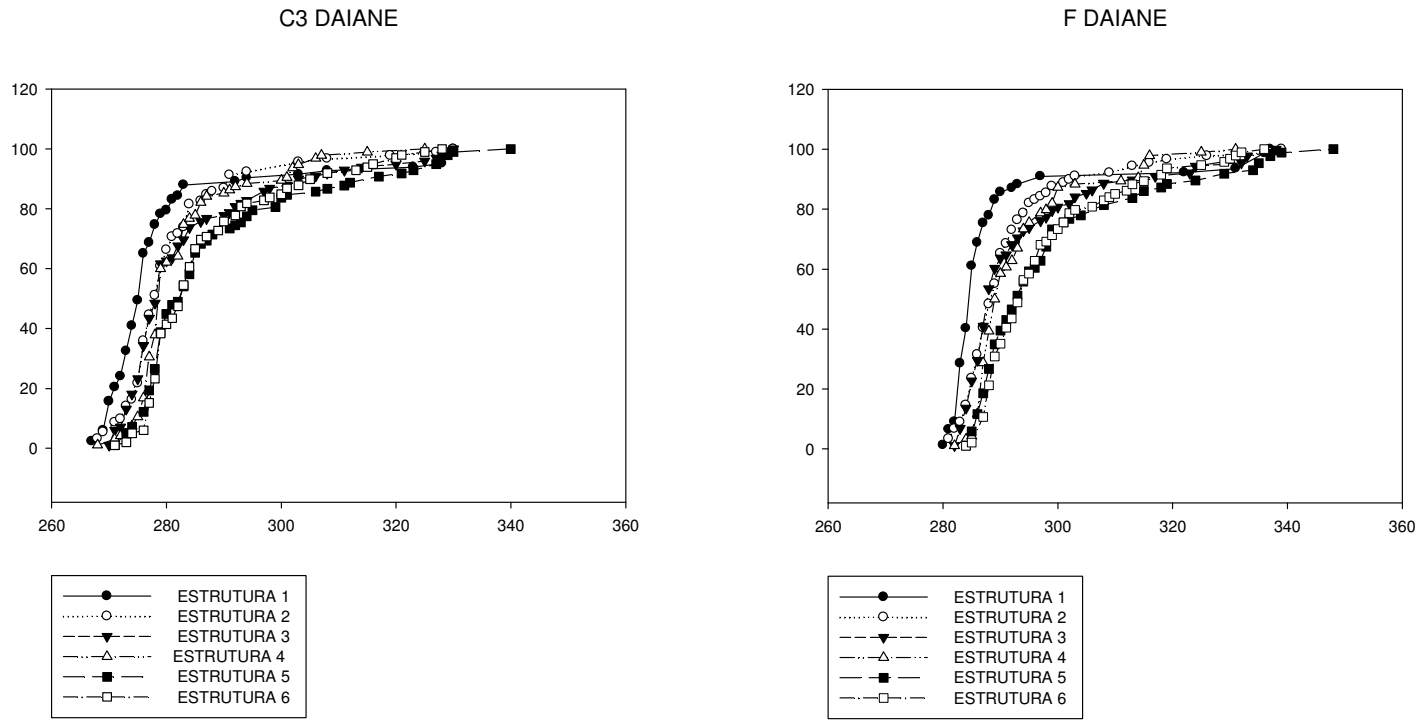 C3 DAIANE
120
100
80
60
40
20
0
260 280 300 320 340 360
ESTRUTURA 1
ESTRUTURA 2
ESTRUTURA 3
ESTRUTURA 4
ESTRUTURA 5
ESTRUTURA 6
F DAIANE
120
100
80
60
40
20
0
260 280 300 320 340 360
ESTRUTURA 1
ESTRUTURA 2
ESTRUTURA 3
ESTRUTURA 4
ESTRUTURA 5
ESTRUTURA 6